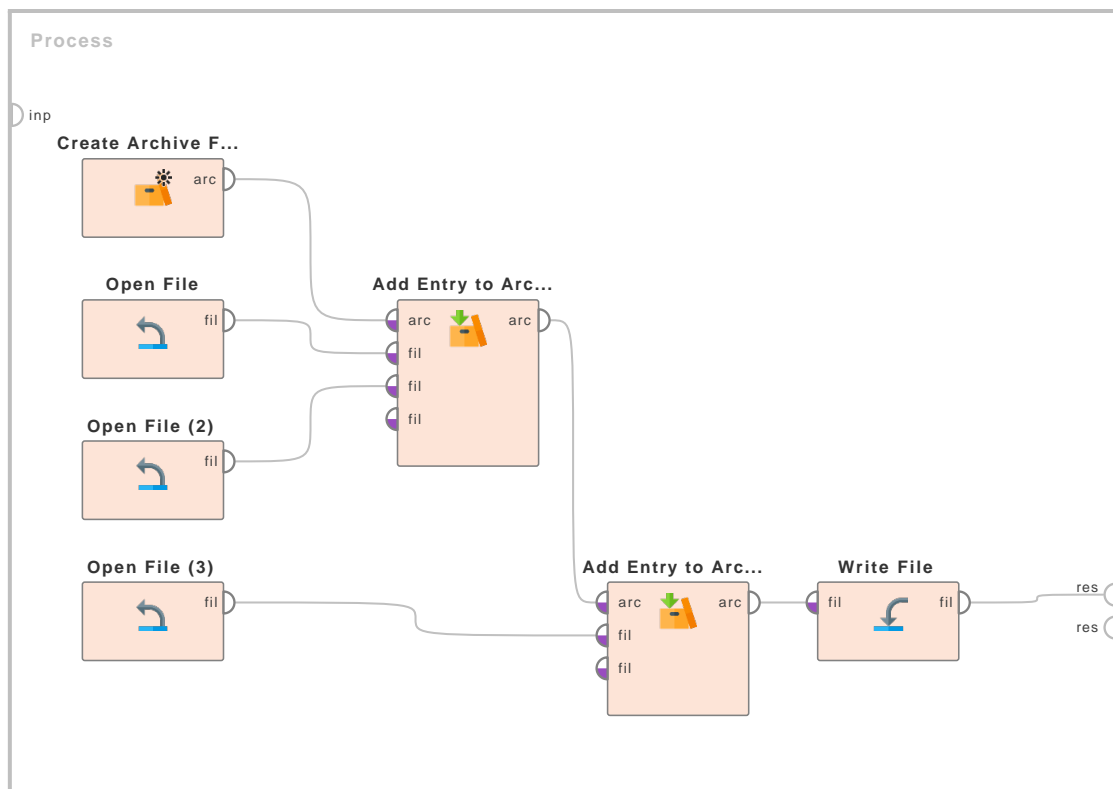 Process
inp
Create Archive F...
arc
Open File
fil
Add Entry to Arc...
arc
arc
fil
fil
fil
Open File (2)
fil
Open File (3)
fil
Add Entry to Arc...
arc
arc
fil
fil
Write File
fil
fil
res
res